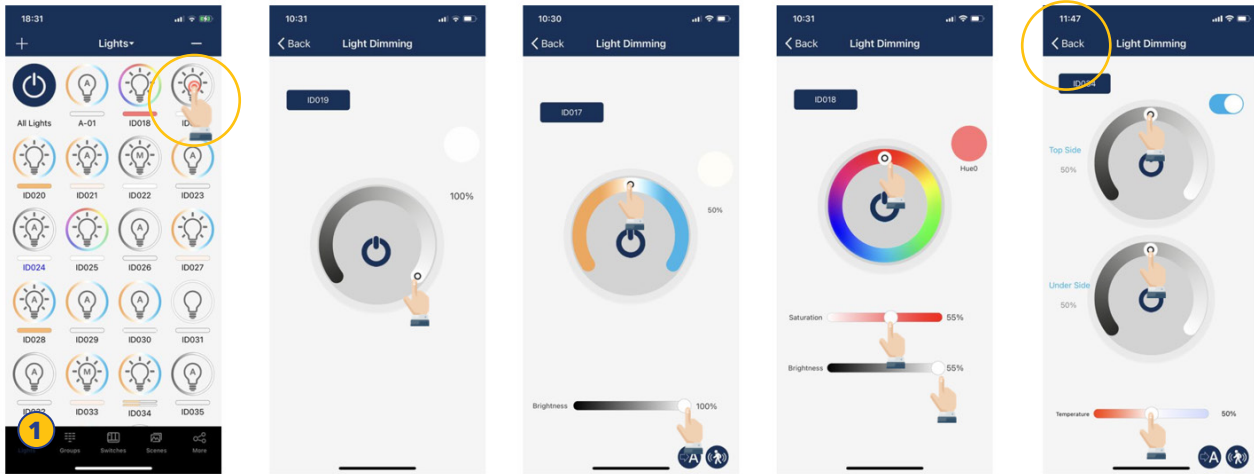 18:31
Lights
All Lights
A-01
ID018
ID020
ID021
ID022
ID023
ID024
ID025
ID026
ID027
ID028
ID029
ID030
ID031
ID033
ID034
ID035
1
Groups
Switches
Scenes
More
10:31
Back
Light Dimming
ID019
100%
10:30
Back
Light Dimming
ID017
50%
Brightness
100%
A
10:31
Back
Light Dimming
ID018
Hue0
Saturation
55%
Brightness
55%
11:47
Back
Light Dimming
Top Side
50%
Under Side
50%
Temperature
50%
A